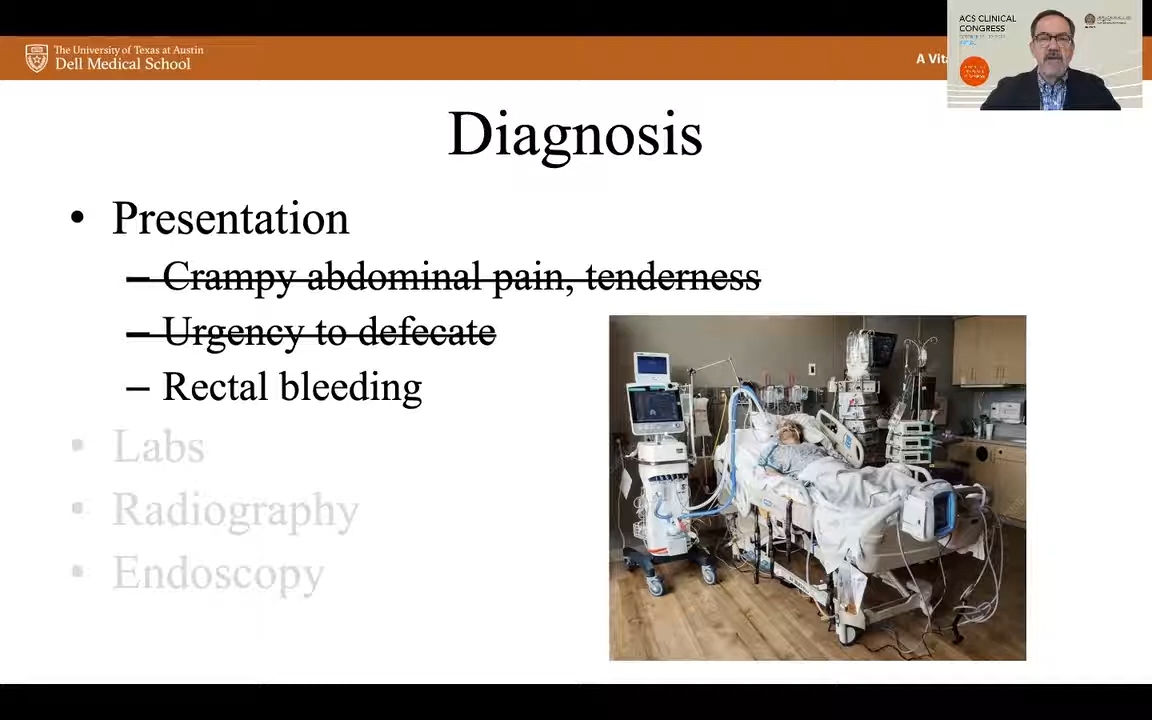 The University of Texas at Austin
Dell Medical School
A Vita
ACS CLINICAL
CONGRESS
Diagnosis
• Presentation
– Crampy abdominal pain, tenderness
– Urgency to defecate
– Rectal bleeding
• Labs
• Radiography
• Endoscopy